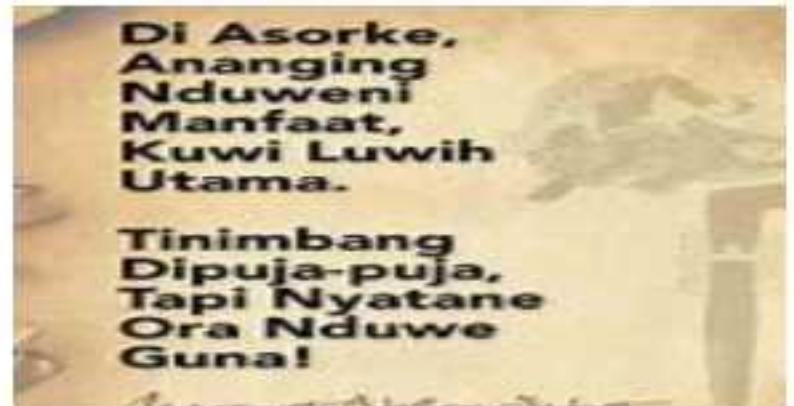 Di Asorke,
Ananging
Nduweni
Manfaat,
Kuwi Luwih
Utama.
Tinimbang
Dipuja-puja,
Tapi Nyatane
Ora Nduwe
Guna!